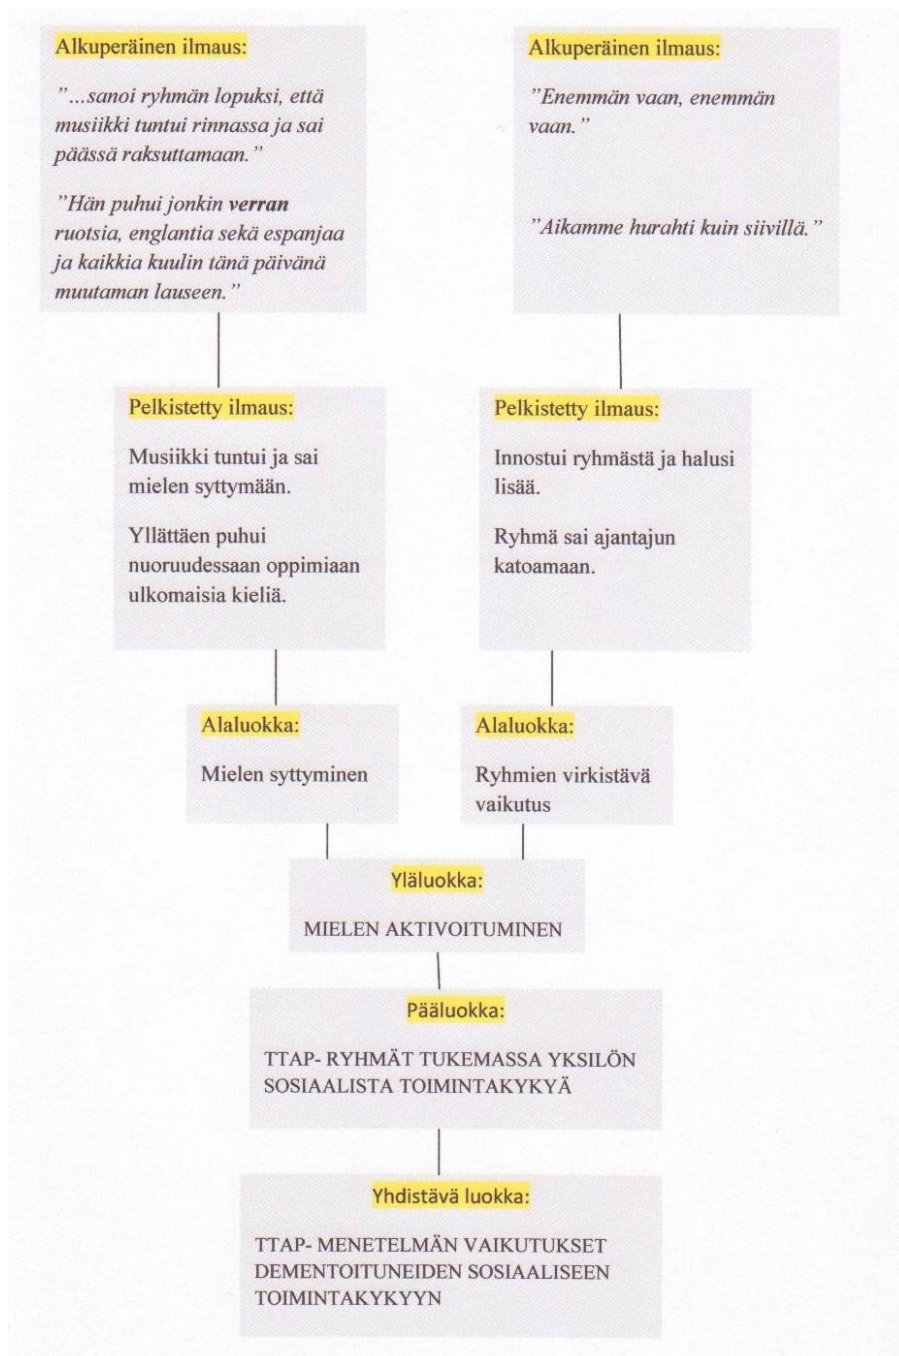 Alkuperäinen ilmaus:
”…sanoi ryhmän lopuksi, että
musiikki tuntui rinnassa ja sai
päässä raksuttamaan.”
”Hän puhui jonkin verran
ruotsia, englantia sekä espanjaa
ja kaikkia kuulin tänä päivänä
muutaman lauseen.”
Alkuperäinen ilmaus:
”Enemmän vaan, enemmän
vaan.”
”Aikamme hurahti kuin siivillä.”
Pelkistetty ilmaus:
Musiikki tuntui ja sai
mielen syttymään.
Yllättäen puhui
nuoruudessaan oppimiaan
ulkomaisia kieliä.
Pelkistetty ilmaus:
Innostui ryhmästä ja halusi
lisää.
Ryhmä sai ajantajun
katoamaan.
Alaluokka:
Mielen syttyminen
Alaluokka:
Ryhmien virkistävä
vaikutus
Yläluokka:
MIELEN AKTIVOITUMINEN
Pääluokka:
TTAP- RYHMÄT TUKEMASSA YKSILÖN
SOSIAALISTA TOIMINTAKYKYÄ
Yhdistävä luokka:
TTAP- MENETELMÄN VAIKUTUKSET
DEMENTOITUNEIDEN SOSIAALISEEN
TOIMINTAKYKYYN